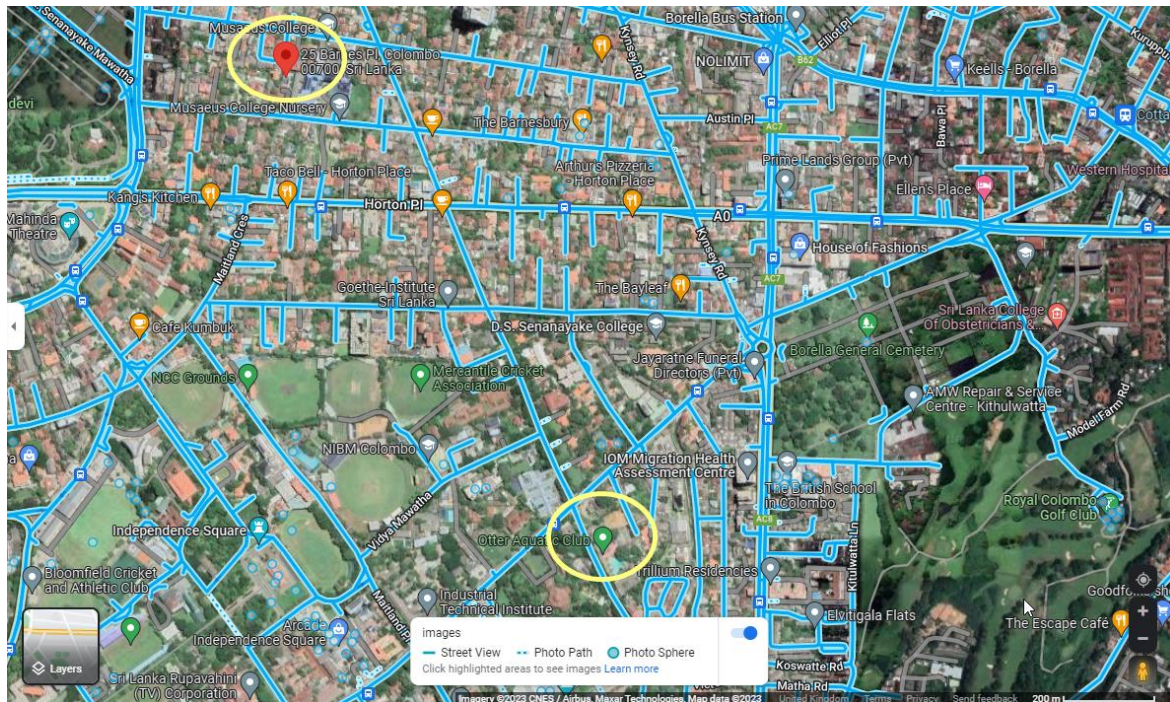 Senanayake Mawatha
Musaeus College
25 Barnes Pl, Colombo
00700, Sri Lanka
Musaeus College Nursery
Kynsey Rd
Borella Bus Station
Elliot Pl
B62
NOLIMIT
Keells - Borella
The Barnesbury
Austin Pl
AC7
Bawa Pl
Cotta
Arthur's Pizzeria
- Horton Place
Prime Lands Group (Pvt)
Western Hospital
Taco Bell - Horton Place
Kang's Kitchen
Horton Pl
Ellen's Place
A0
Mahinda
Theatre
Maitland Cres
Kynsey Rd
House of Fashions
AC7
Goethe-Institute
Sri Lanka
The Bayleaf
D.S. Senanayake College
Sri Lanka College
Of Obstetricians &...
Cafe Kumbuk
Jayaratne Funeral
Directors (Pvt)
Borella General Cemetery
NCC Grounds
Mercantile Cricket
Association
AMW Repair & Service
Centre - Kithulwatta
Model Farm Rd
NIBM Colombo
IOM Migration Health
Assessment Centre
The British School
in Colombo
Royal Colombo
Golf Club
Independence Square
Vidya Mawatha
AC8
Otter Aquatic Club
Kitulwatta Ln
Bloomfield Cricket
and Athletic Club
Trillium Residencies
Industrial
Technical Institute
Maitland Pl
Elvitigala Flats
The Escape Café
Arcade
Independence Square
Layers
images
Street View
Photo Path
Photo Sphere
Click highlighted areas to see images Learn more
Koswatte Rd
Matha Rd
Sri Lanka Rupavahini
(TV) Corporation
Imagery ©2023 CNES / Airbus, Maxar Technologies, Map data ©2023
United Kingdom
Terms
Privacy
Send feedback
200 m